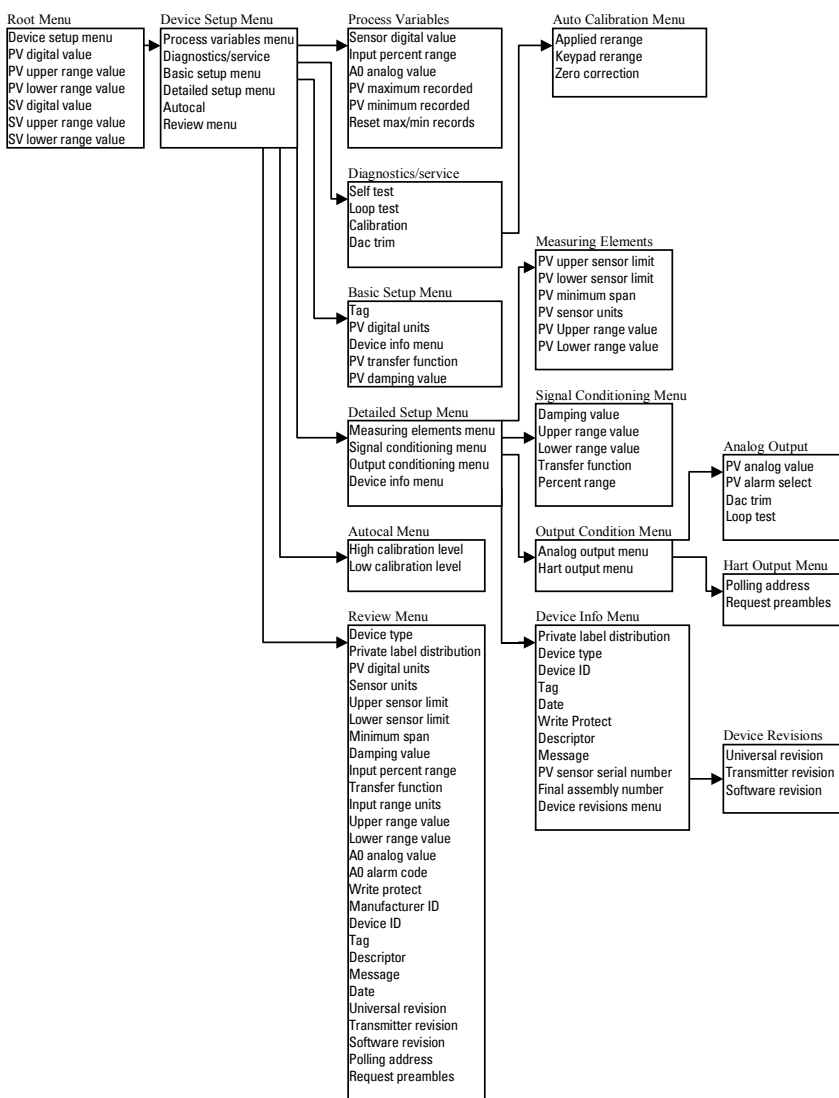 Root Menu
Device setup menu
PV digital value
PV upper range value
PV lower range value
SV digital value
SV upper range value
SV lower range value
Device Setup Menu
Process variables menu
Diagnostics/service
Basic setup menu
Detailed setup menu
Autocal
Review menu
Process Variables
Sensor digital value
Input percent range
A0 analog value
PV maximum recorded
PV minimum recorded
Reset max/min records
Auto Calibration Menu
Applied rerange
Keypad rerange
Zero correction
Diagnostics/service
Self test
Loop test
Calibration
Dac trim
Measuring Elements
PV upper sensor limit
PV lower sensor limit
PV minimum span
PV sensor units
PV Upper range value
PV Lower range value
Basic Setup Menu
Tag
PV digital units
Device info menu
PV transfer function
PV damping value
Detailed Setup Menu
Measuring elements menu
Signal conditioning menu
Output conditioning menu
Device info menu
Signal Conditioning Menu
Damping value
Upper range value
Lower range value
Transfer function
Percent range
Analog Output
PV analog value
PV alarm select
Dac trim
Loop test
Autocal Menu
High calibration level
Low calibration level
Output Condition Menu
Analog output menu
Hart output menu
Hart Output Menu
Polling address
Request preambles
Review Menu
Device type
Private label distribution
PV digital units
Sensor units
Upper sensor limit
Lower sensor limit
Minimum span
Damping value
Input percent range
Transfer function
Input range units
Upper range value
Lower range value
A0 analog value
A0 alarm code
Write protect
Manufacturer ID
Device ID
Tag
Descriptor
Message
Date
Universal revision
Transmitter revision
Software revision
Polling address
Request preambles
Device Info Menu
Private label distribution
Device type
Device ID
Tag
Date
Write Protect
Descriptor
Message
PV sensor serial number
Final assembly number
Device revisions menu
Device Revisions
Universal revision
Transmitter revision
Software revision